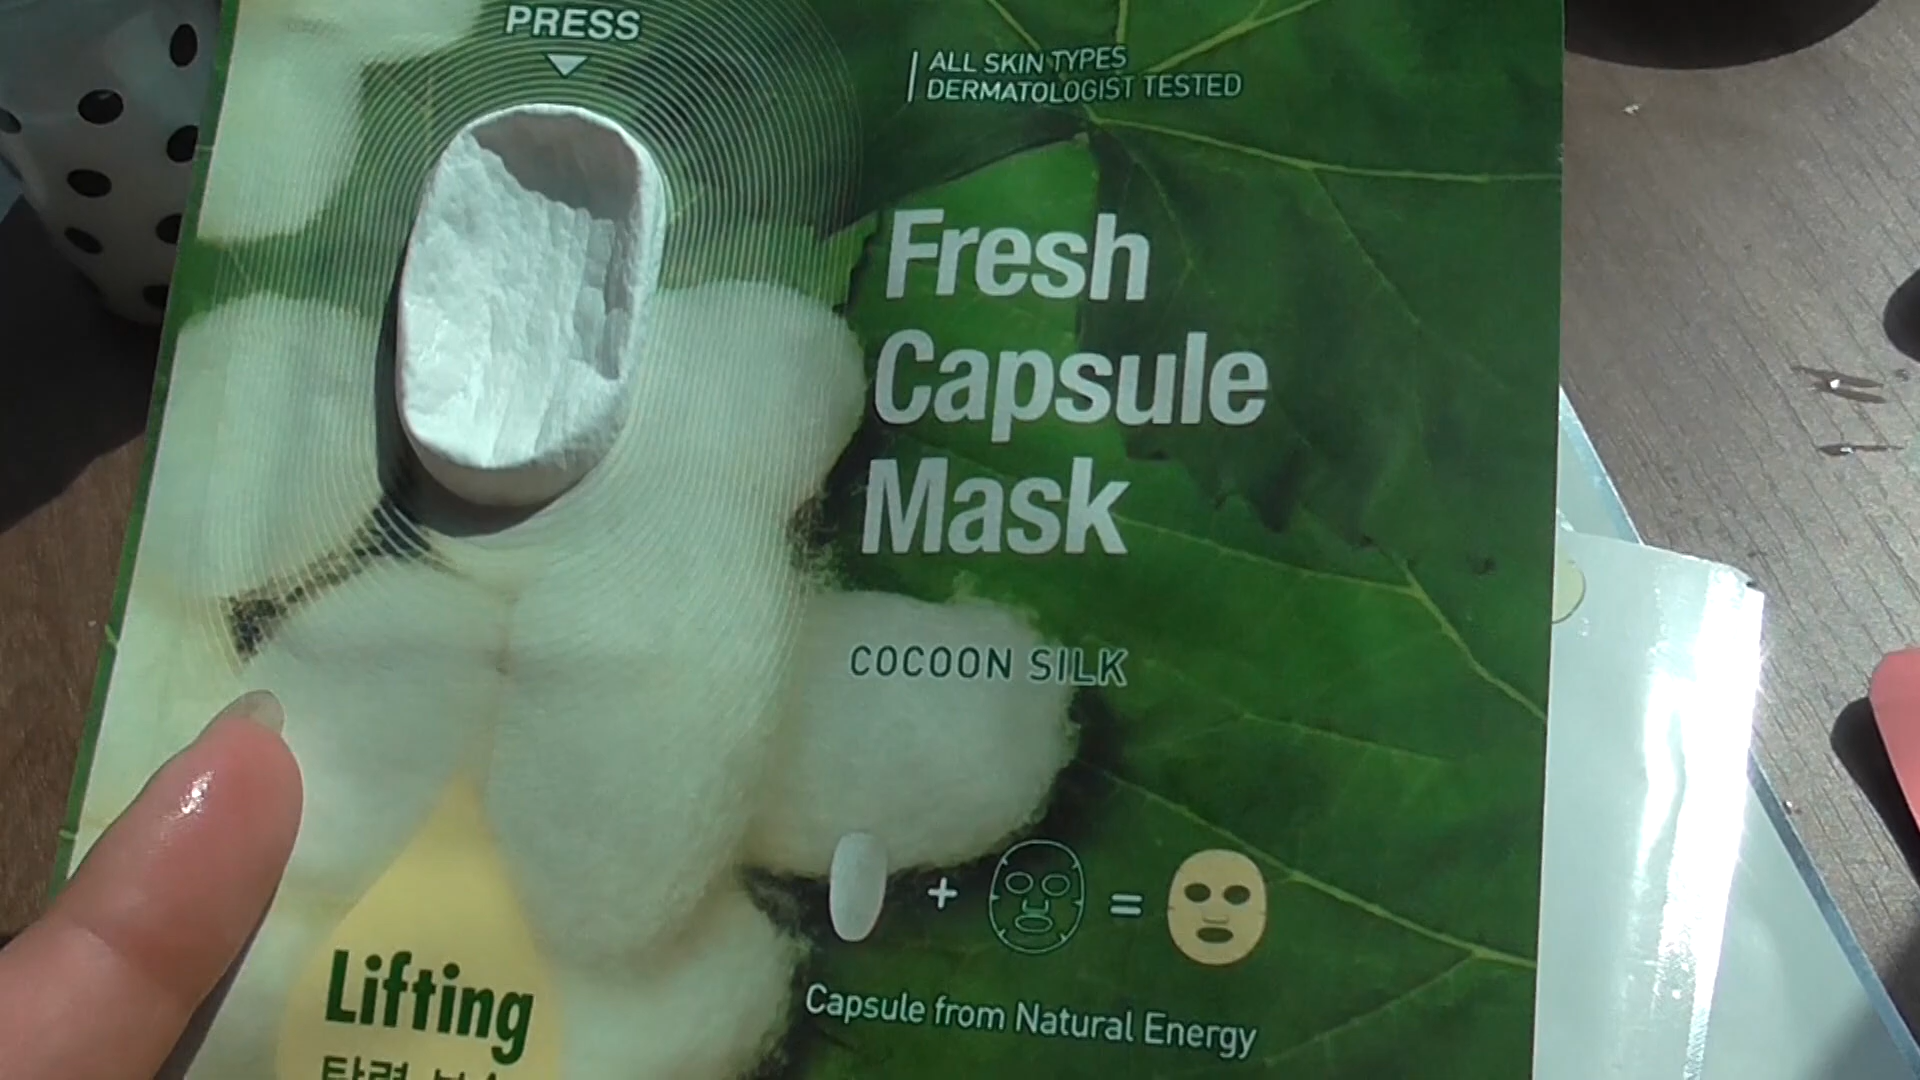 PRESS
ALL SKIN TYPES
DERMATOLOGIST TESTED
Fresh
Capsule
Mask
COCOON SILK
+
=
Capsule from Natural Energy
Lifting